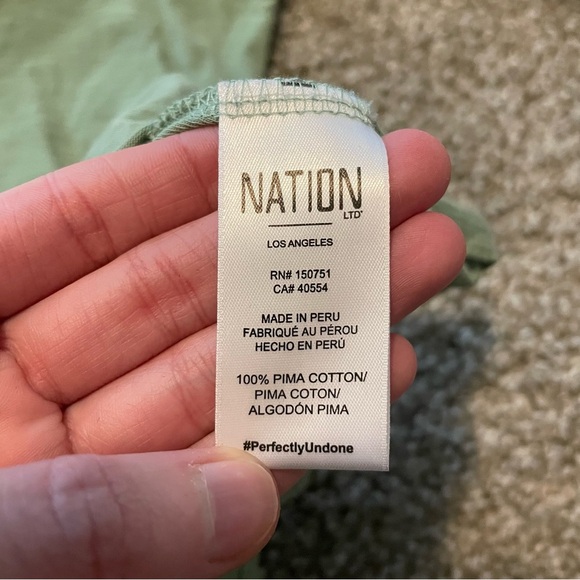 NATION
LTD
LOS ANGELES
RN# 150751
CA# 40554
MADE IN PERU
FABRIQUÉ AU PÉROU
HECHO EN PERÚ
100% PIMA COTTON/
PIMA COTON/
ALGODÓN PIMA
#PerfectlyUndone